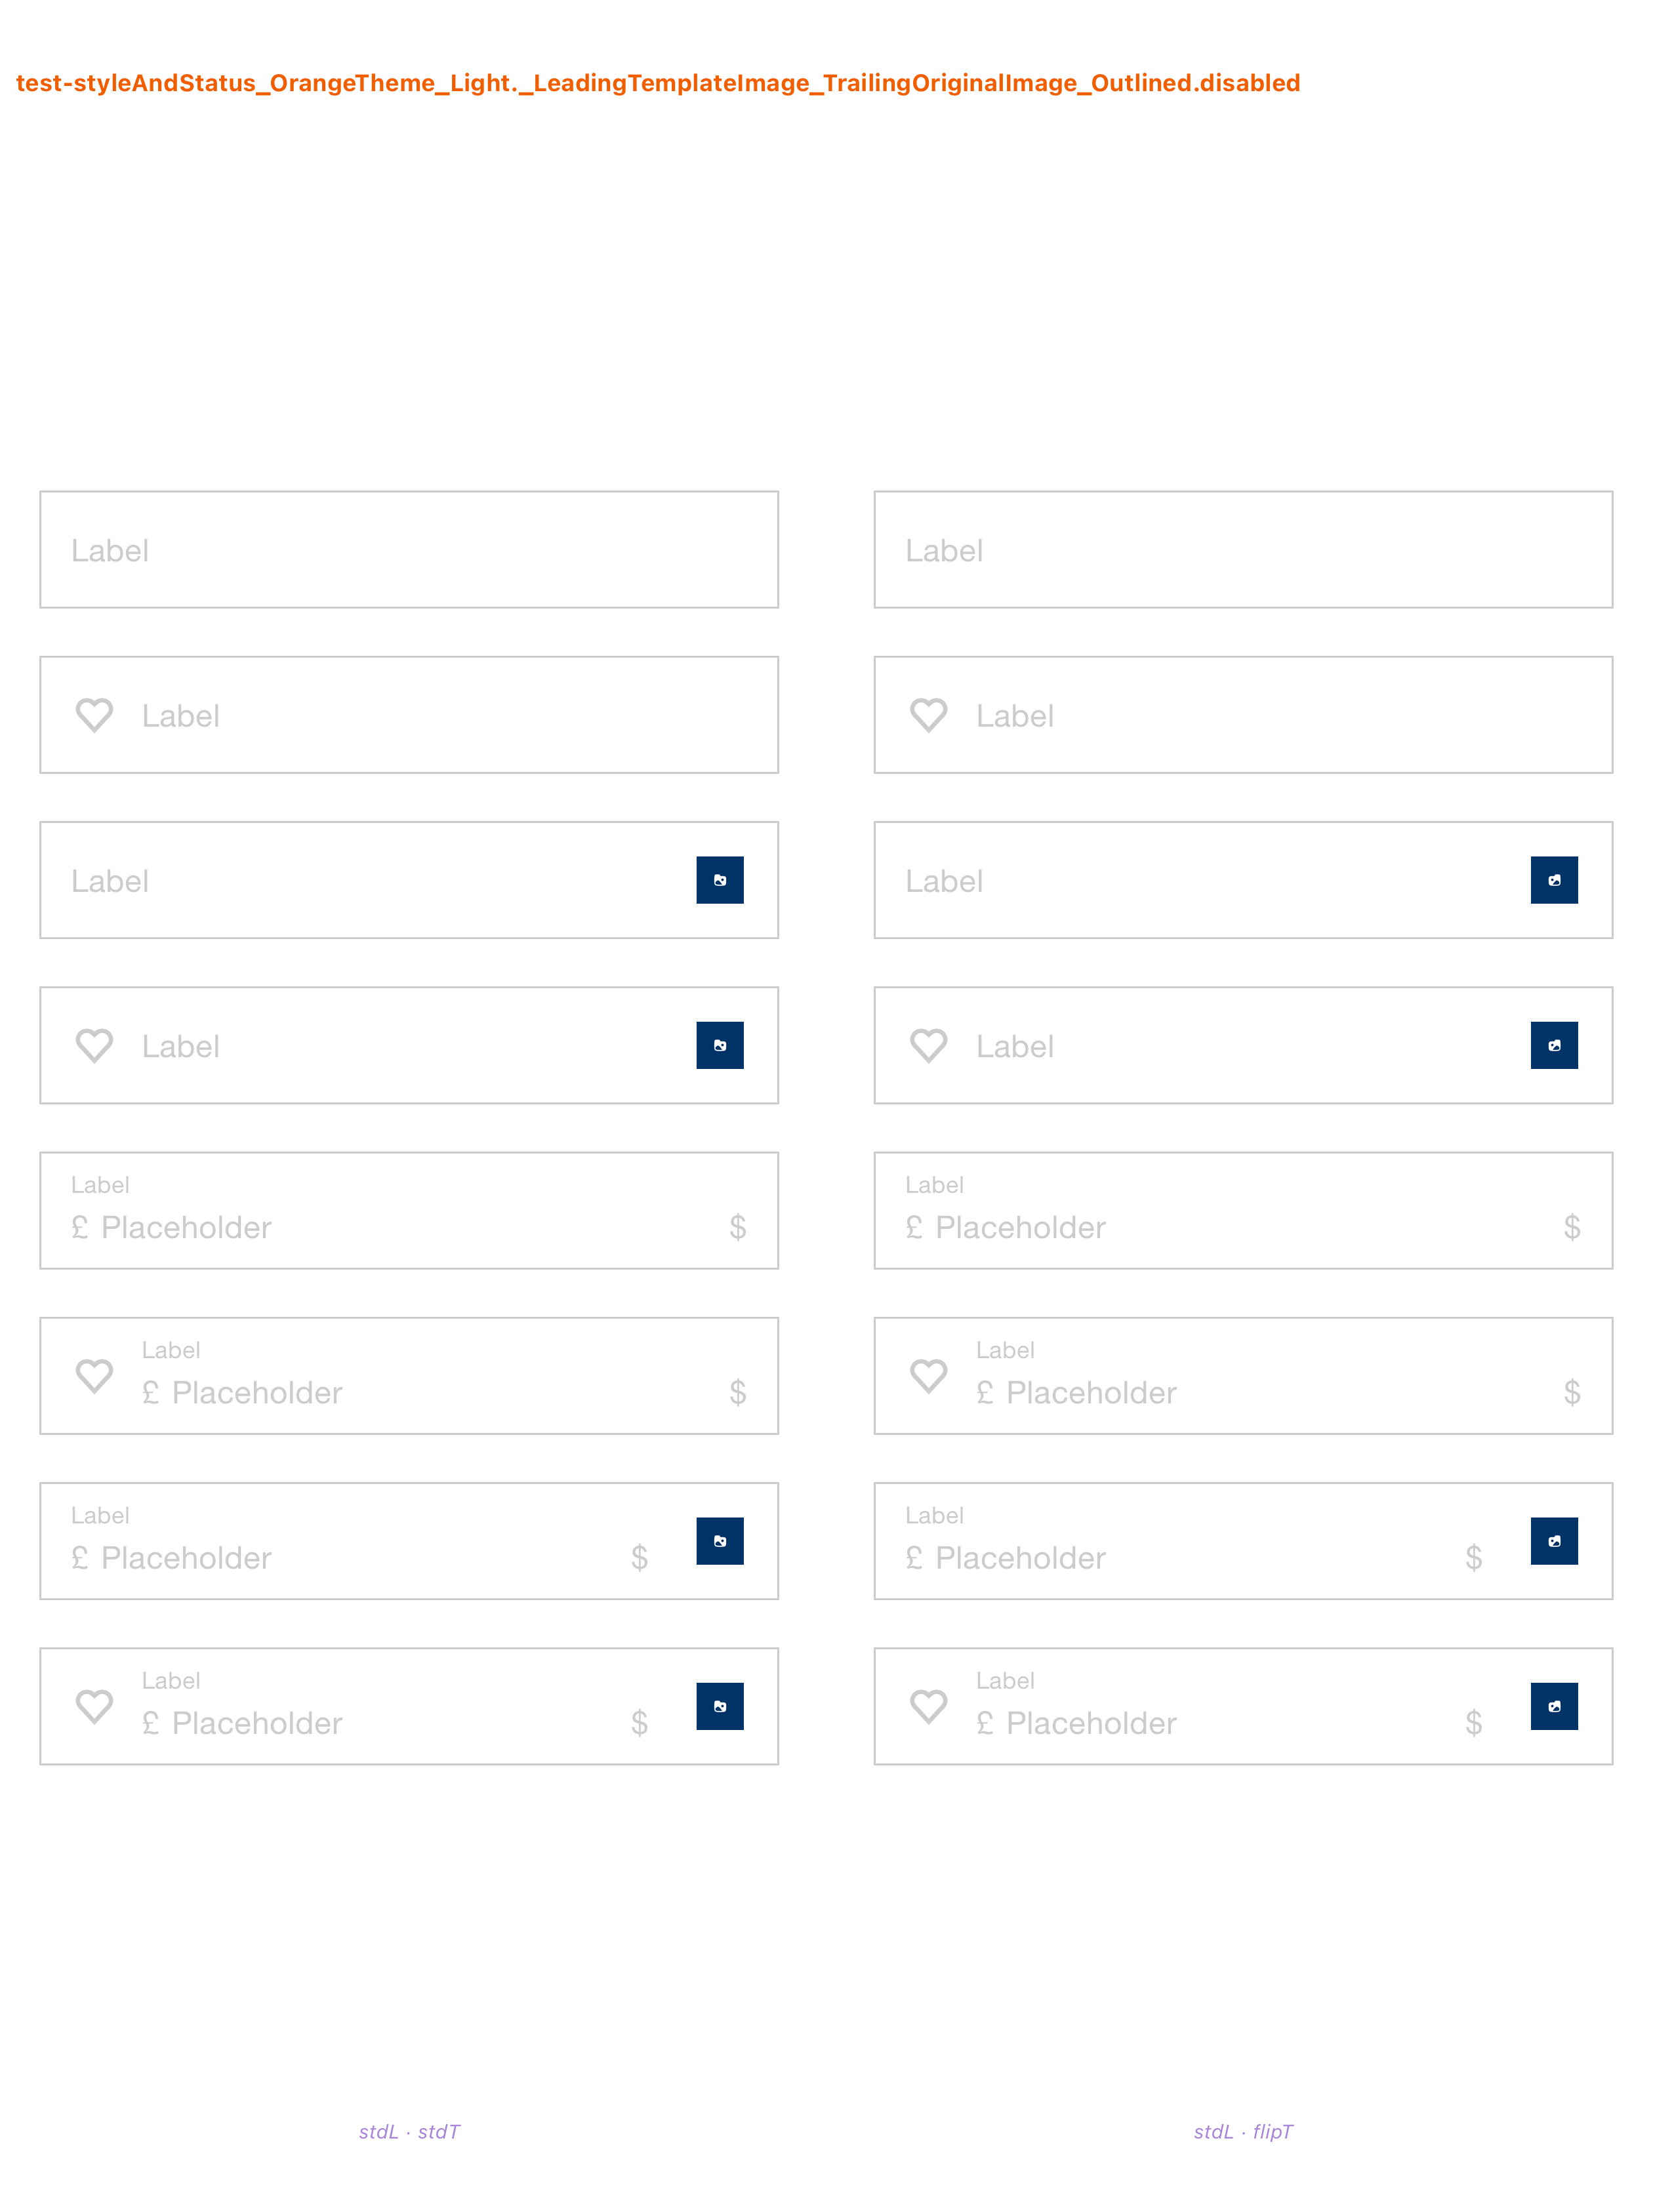 test-styleAndStatus_OrangeTheme_Light._LeadingTemplateImage_TrailingOriginalImage_Outlined.disabled
Label
Label
Label
Label
Label
Label
Label
Label
Label
Label
£ Placeholder $
£ Placeholder $
Label
Label
£ Placeholder $
£ Placeholder $
Label
Label
£ Placeholder $
£ Placeholder $
Label
Label
£ Placeholder $
£ Placeholder $
stdL · stdT
stdL · flipT